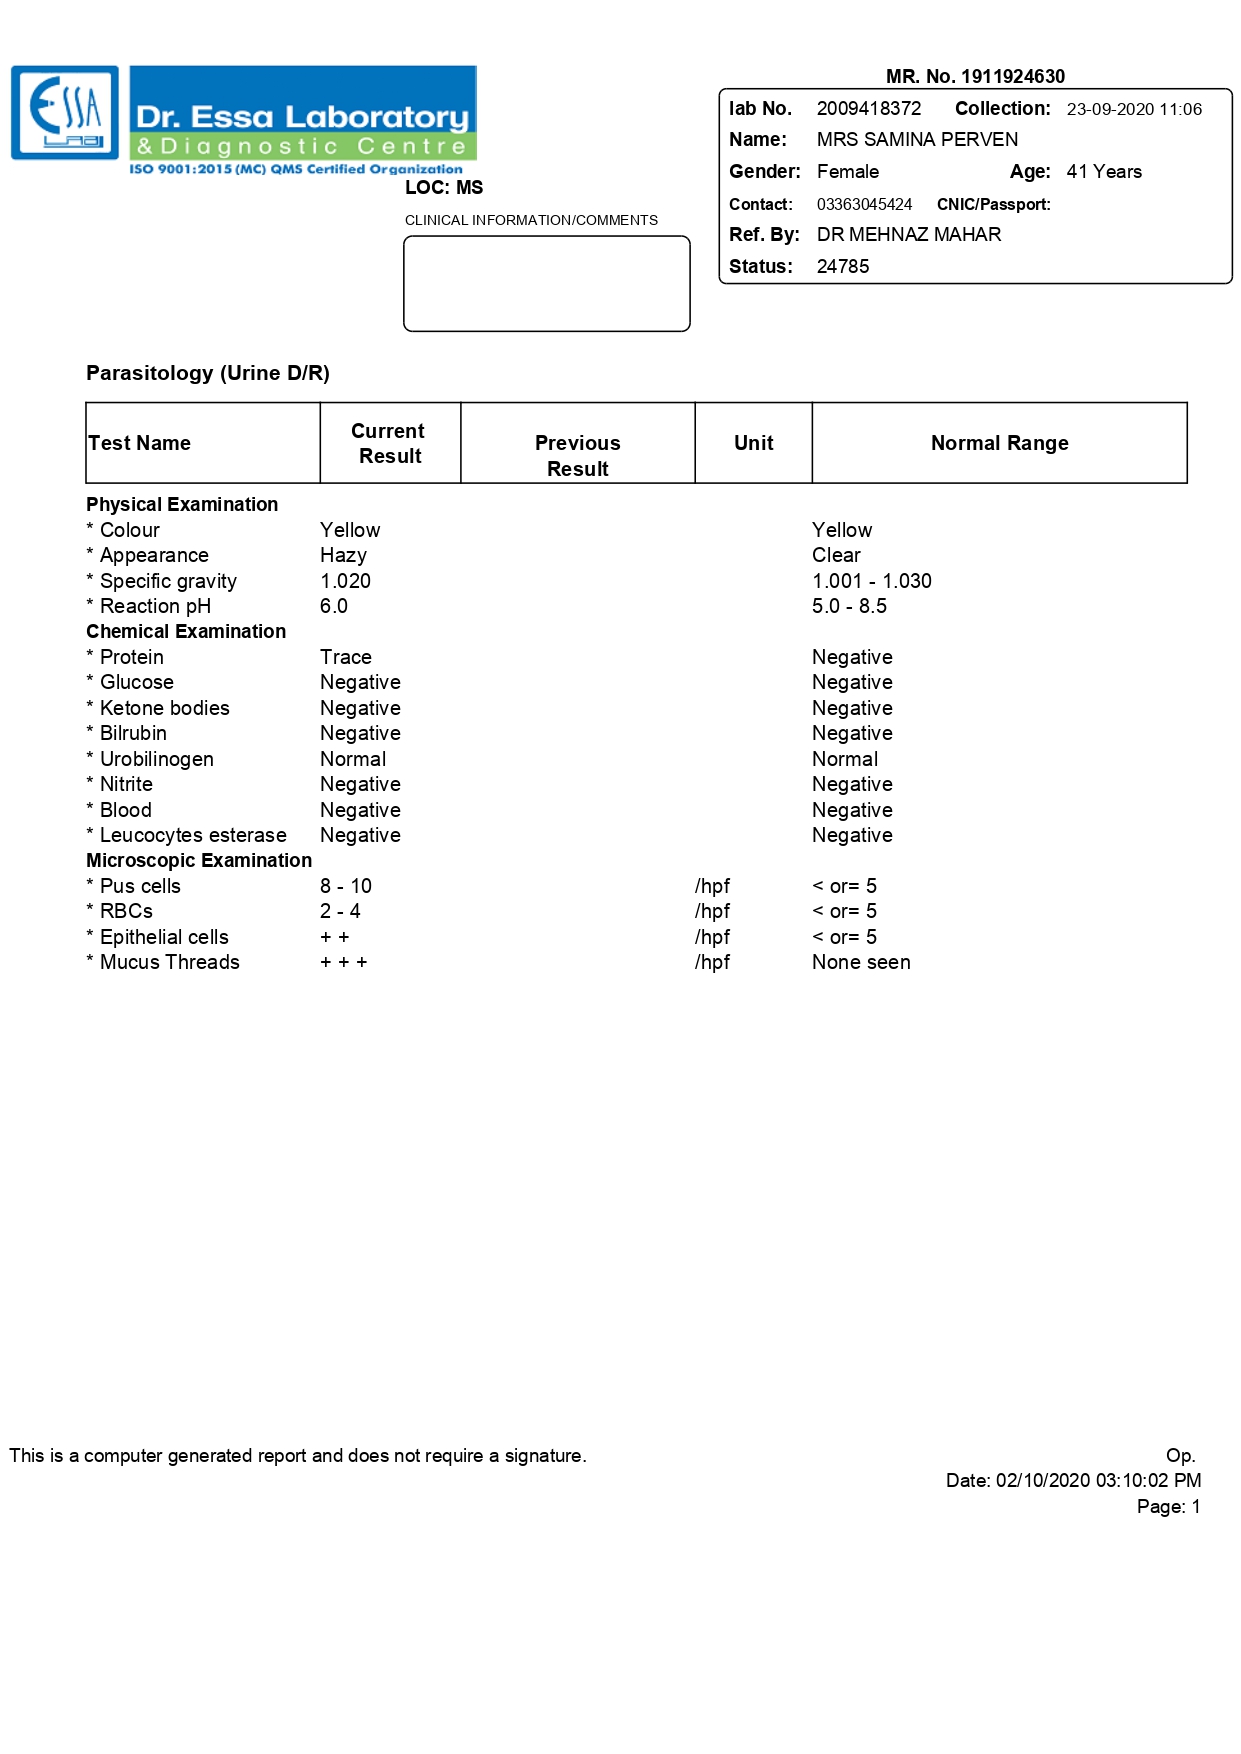 MR. No. 1911924630
ESSA
LAB
Dr. Essa Laboratory
& Diagnostic Centre
ISO 9001:2015 (MC) QMS Certified Organization
LOC: MS
CLINICAL INFORMATION/COMMENTS
lab No. 2009418372 Collection: 23-09-2020 11:06
Name: MRS SAMINA PERVEN
Gender: Female Age: 41 Years
Contact: 03363045424 CNIC/Passport:
Ref. By: DR MEHNAZ MAHAR
Status: 24785
Parasitology (Urine D/R)
Test Name Current Result Previous Result Unit Normal Range
Physical Examination
* Colour Yellow Yellow
* Appearance Hazy Clear
* Specific gravity 1.020 1.001 - 1.030
* Reaction pH 6.0 5.0 - 8.5
Chemical Examination
* Protein Trace Negative
* Glucose Negative Negative
* Ketone bodies Negative Negative
* Bilrubin Negative Negative
* Urobilinogen Normal Normal
* Nitrite Negative Negative
* Blood Negative Negative
* Leucocytes esterase Negative Negative
Microscopic Examination
* Pus cells 8 - 10 /hpf < or= 5
* RBCs 2 - 4 /hpf < or= 5
* Epithelial cells + + /hpf < or= 5
* Mucus Threads + + + /hpf None seen
This is a computer generated report and does not require a signature. Op.
Date: 02/10/2020 03:10:02 PM
Page: 1